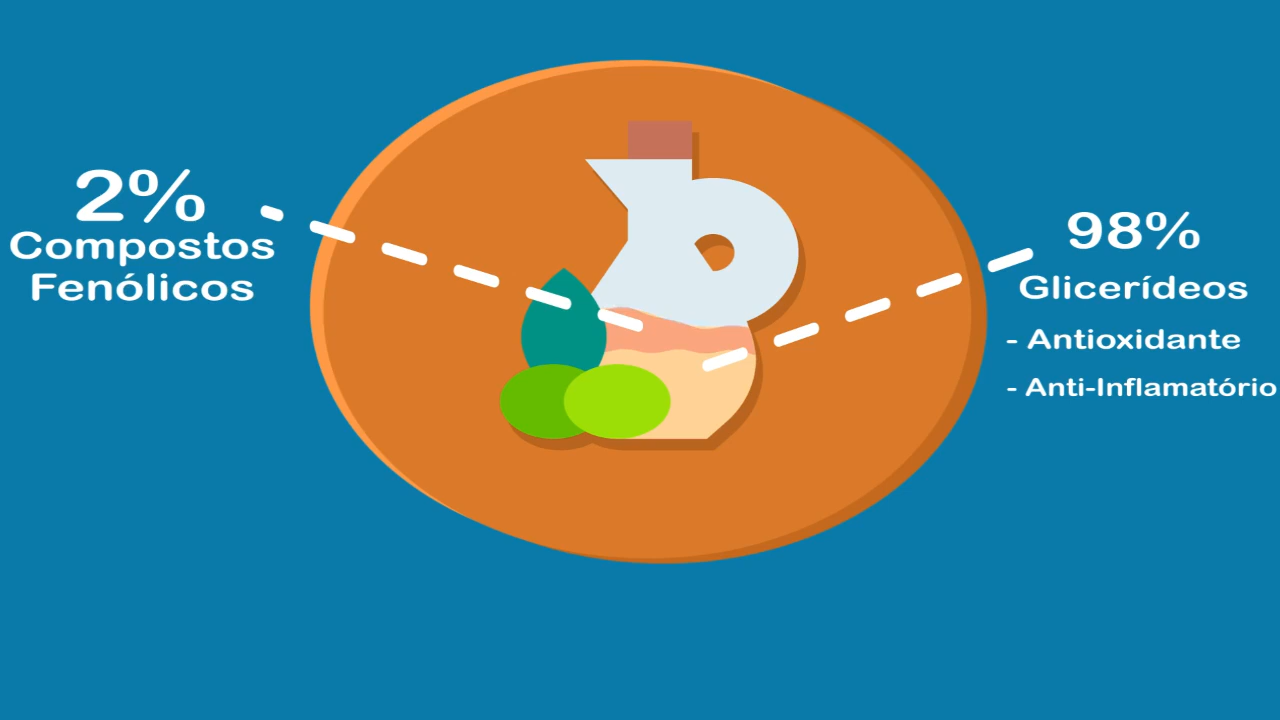 2%
Compostos
Fenólicos
98%
Glicerídeos
- Antioxidante
- Anti-Inflamatório